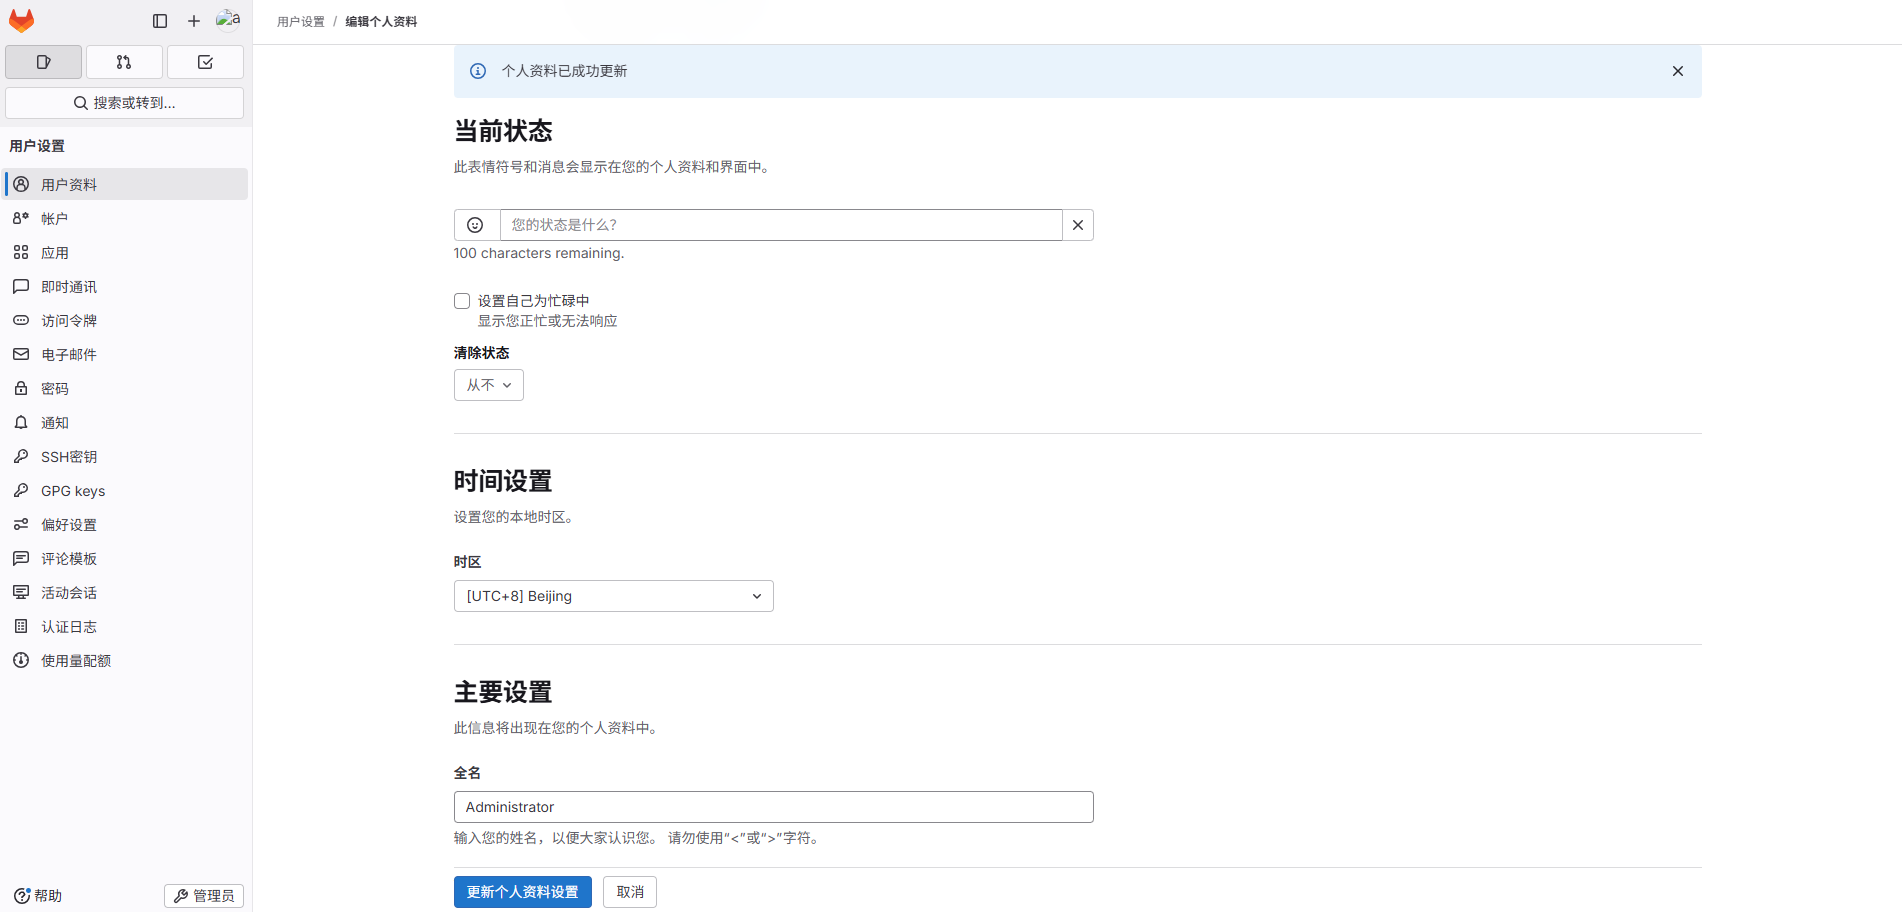 a
用户设置 / 编辑个人资料
搜索或转到...
用户设置
用户资料
帐户
应用
即时通讯
访问令牌
电子邮件
密码
通知
SSH密钥
GPG keys
偏好设置
评论模板
活动会话
认证日志
使用量配额
帮助
管理员
个人资料已成功更新
当前状态
此表情符号和消息会显示在您的个人资料和界面中。
您的状态是什么？
100 characters remaining.
设置自己为忙碌中
显示您正忙或无法响应
清除状态
从不
时间设置
设置您的本地时区。
时区
[UTC+8] Beijing
主要设置
此信息将出现在您的个人资料中。
全名
Administrator
输入您的姓名，以便大家认识您。 请勿使用“<”或“>”字符。
更新个人资料设置
取消